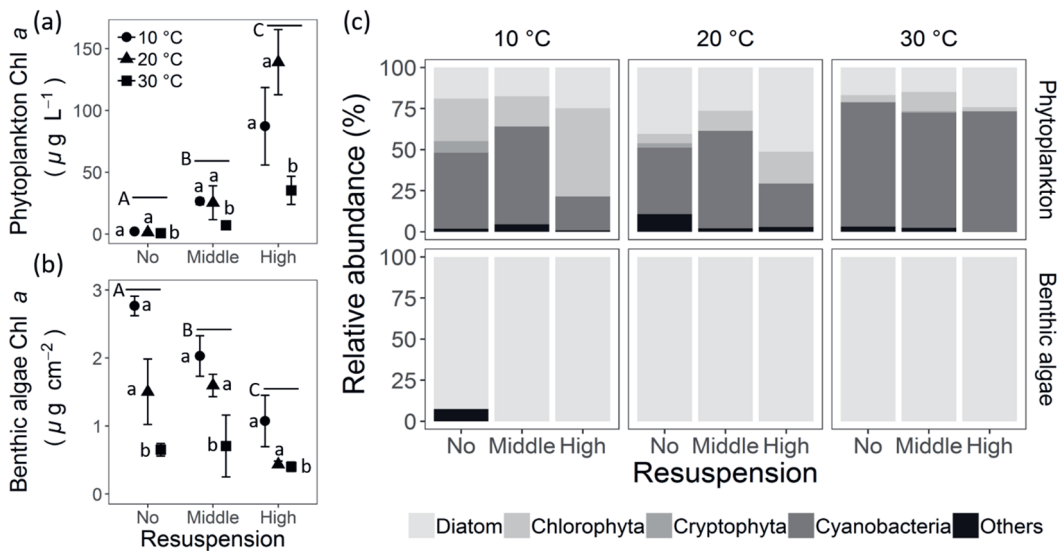 (a)
Phytoplankton Chl a
( μg L−1 )
10 °C
20 °C
30 °C
150
100
50
0
A
a
a
b
B
a
a
b
C
a
a
b
No Middle High
(b)
Benthic algae Chl a
( μg cm−2 )
3
2
1
0
A
a
a
b
B
a
a
b
C
a
a
b
No Middle High
Resuspension
(c)
10 °C 20 °C 30 °C
Relative abundance (%)
100
75
50
25
0
Phytoplankton
100
75
50
25
0
Benthic algae
No Middle High No Middle High No Middle High
Resuspension
Diatom Chlorophyta Cryptophyta Cyanobacteria Others